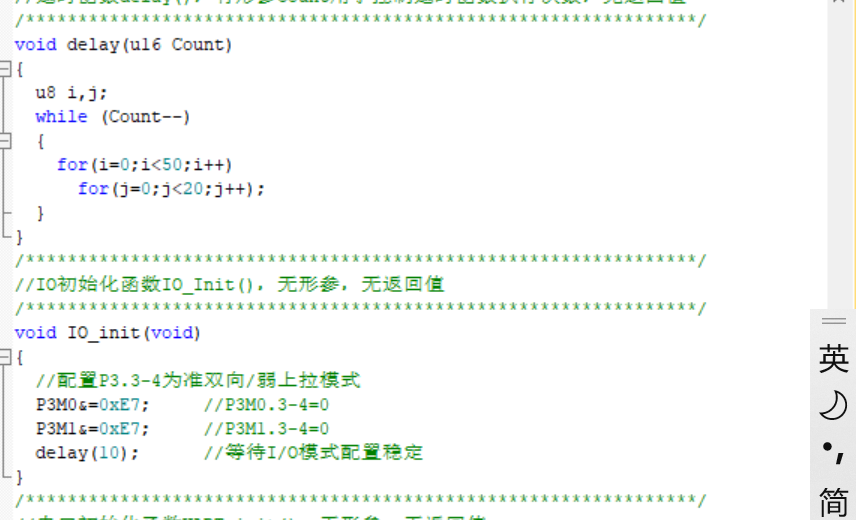 /****************************************************************/
void delay(u16 Count)
{
u8 i,j;
while (Count--)
{
for(i=0;i<50;i++)
for(j=0;j<20;j++);
}
}
/****************************************************************/
//IO初始化函数IO_Init(),无形参,无返回值
/****************************************************************/
void IO_init(void)
{
//配置P3.3-4为准双向/弱上拉模式
P3M0&=0xE7; //P3M0.3-4=0
P3M1&=0xE7; //P3M1.3-4=0
delay(10); //等待I/O模式配置稳定
}
/****************************************************************/
英
简